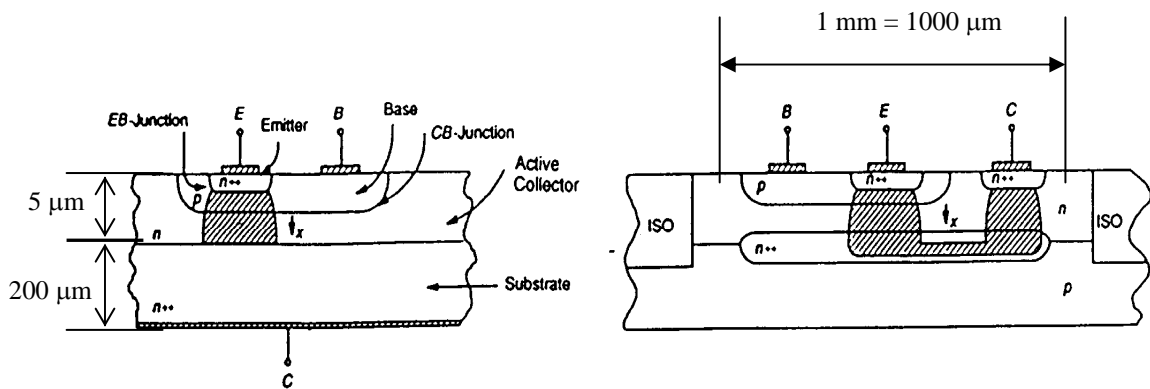 1 mm = 1000 μm
EB-Junction
E
Emitter
B
Base
CB-Junction
Active
Collector
5 μm
n++
p
x
n
200 μm
Substrate
n++
C
B
E
C
n++
n++
p
x
n
ISO
ISO
n++
p